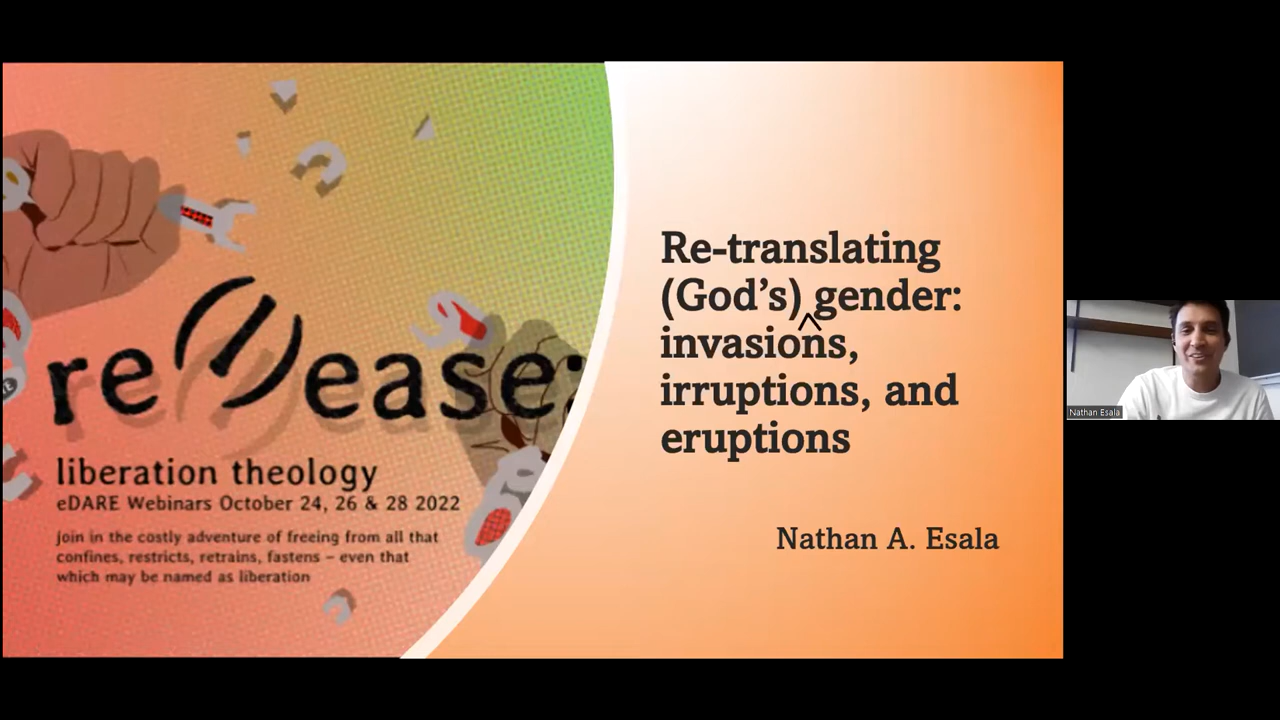 re(/)ease:
liberation theology
eDARE Webinars October 24, 26 & 28 2022
join in the costly adventure of freeing from all that
confines, restricts, retrains, fastens – even that
which may be named as liberation
Re-translating
(God's) gender:
^
invasions,
irruptions, and
eruptions
Nathan A. Esala
Nathan Esala